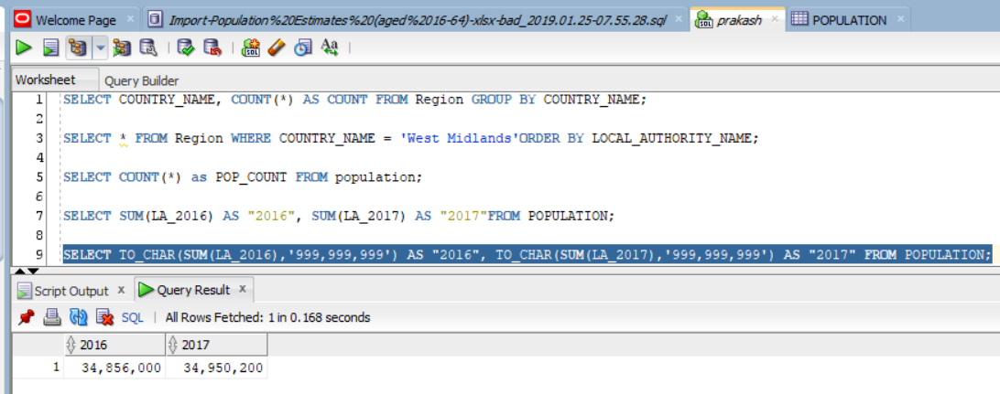 Welcome Page Import-Population%20Estimates%20(aged%2016-64)-xlsx-bad_2019.01.25-07.55.28.sql prakash POPULATION
Worksheet Query Builder
1 SELECT COUNTRY_NAME, COUNT(*) AS COUNT FROM Region GROUP BY COUNTRY_NAME;
2
3 SELECT * FROM Region WHERE COUNTRY_NAME = 'West Midlands'ORDER BY LOCAL_AUTHORITY_NAME;
4
5 SELECT COUNT(*) as POP_COUNT FROM population;
6
7 SELECT SUM(LA_2016) AS "2016", SUM(LA_2017) AS "2017"FROM POPULATION;
8
9 SELECT TO_CHAR(SUM(LA_2016),'999,999,999') AS "2016", TO_CHAR(SUM(LA_2017),'999,999,999') AS "2017" FROM POPULATION;
Script Output x Query Result x
SQL | All Rows Fetched: 1 in 0.168 seconds
2016 2017
1 34,856,000 34,950,200